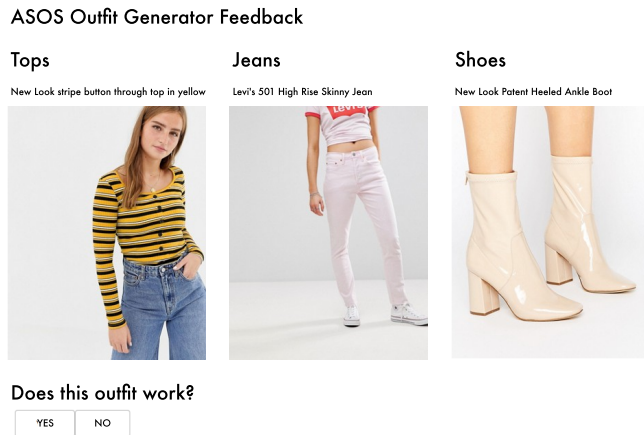 ASOS Outfit Generator Feedback
Tops
Jeans
Shoes
New Look stripe button through top in yellow
Levi's 501 High Rise Skinny Jean
New Look Patent Heeled Ankle Boot
Levi's
Does this outfit work?
YES
NO